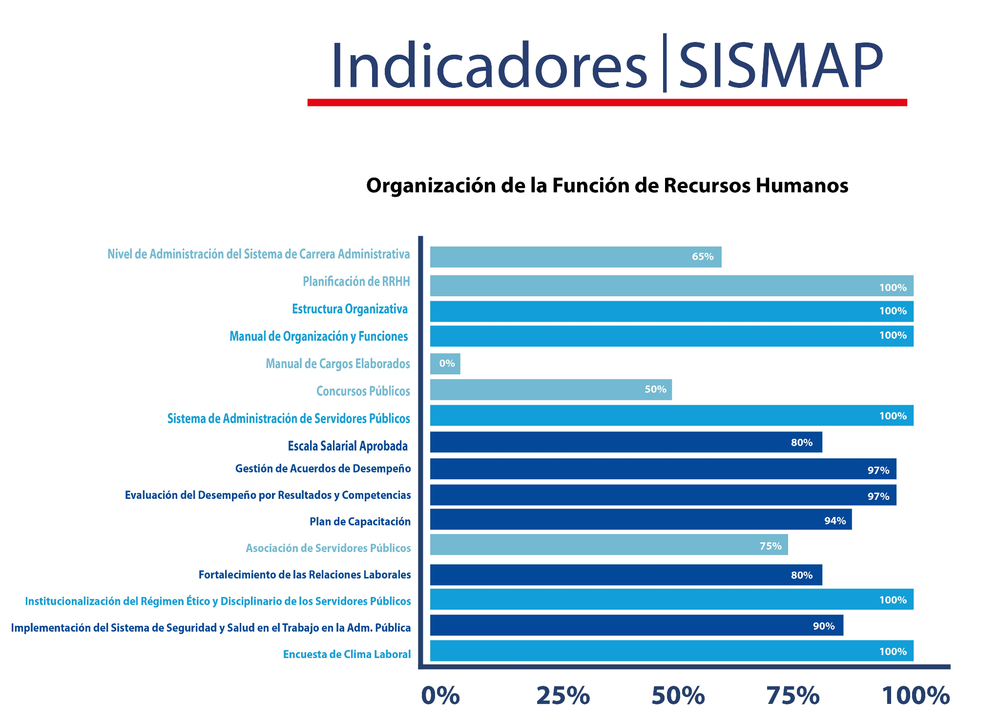 Indicadores | SISMAP
Organización de la Función de Recursos Humanos
Nivel de Administración del Sistema de Carrera Administrativa 65%
Planificación de RRHH 100%
Estructura Organizativa 100%
Manual de Organización y Funciones 100%
Manual de Cargos Elaborados 0%
Concursos Públicos 50%
Sistema de Administración de Servidores Públicos 100%
Escala Salarial Aprobada 80%
Gestión de Acuerdos de Desempeño 97%
Evaluación del Desempeño por Resultados y Competencias 97%
Plan de Capacitación 94%
Asociación de Servidores Públicos 75%
Fortalecimiento de las Relaciones Laborales 80%
Institucionalización del Régimen Ético y Disciplinario de los Servidores Públicos 100%
Implementación del Sistema de Seguridad y Salud en el Trabajo en la Adm. Pública 90%
Encuesta de Clima Laboral 100%
0% 25% 50% 75% 100%